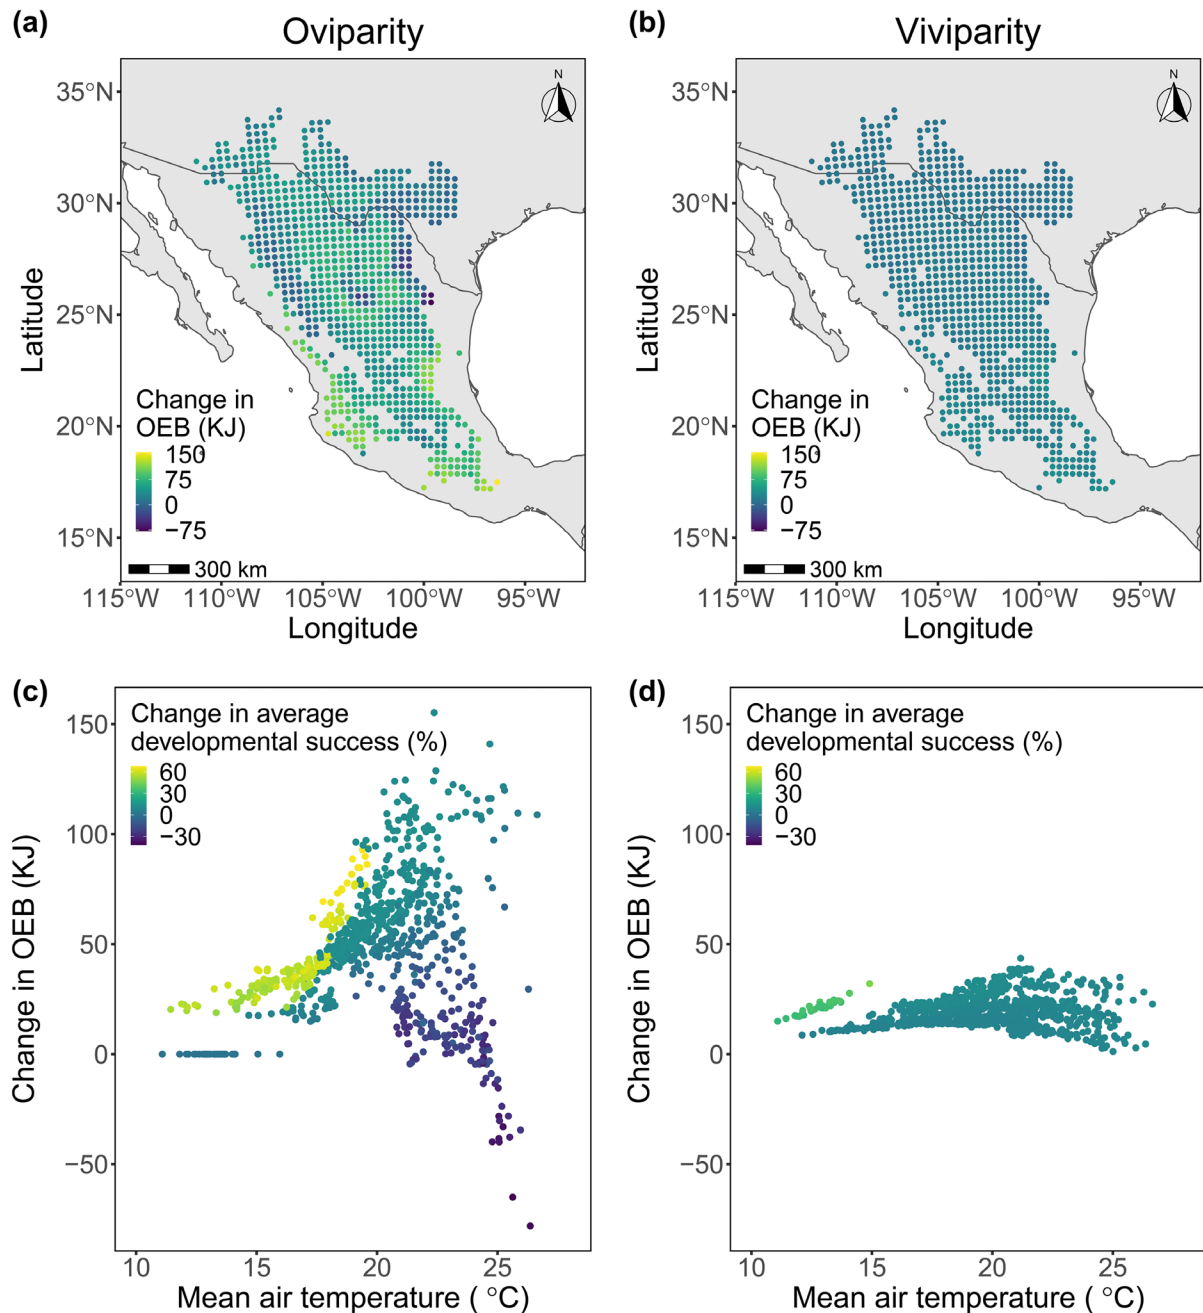 (a)
Oviparity
(b)
Viviparity
N
N
35°N
30°N
25°N
20°N
15°N
Latitude
Change in
OEB (KJ)
150
75
0
−75
300 km
115°W
110°W
105°W
100°W
95°W
Longitude
Latitude
35°N
30°N
25°N
20°N
15°N
Change in
OEB (KJ)
150
75
0
−75
300 km
115°W
110°W
105°W
100°W
95°W
Longitude
(c)
Change in average
developmental success (%)
60
30
0
−30
150
100
50
0
−50
Change in OEB (KJ)
10
15
20
25
Mean air temperature ( °C)
(d)
Change in average
developmental success (%)
60
30
0
−30
150
100
50
0
−50
Change in OEB (KJ)
10
15
20
25
Mean air temperature ( °C)